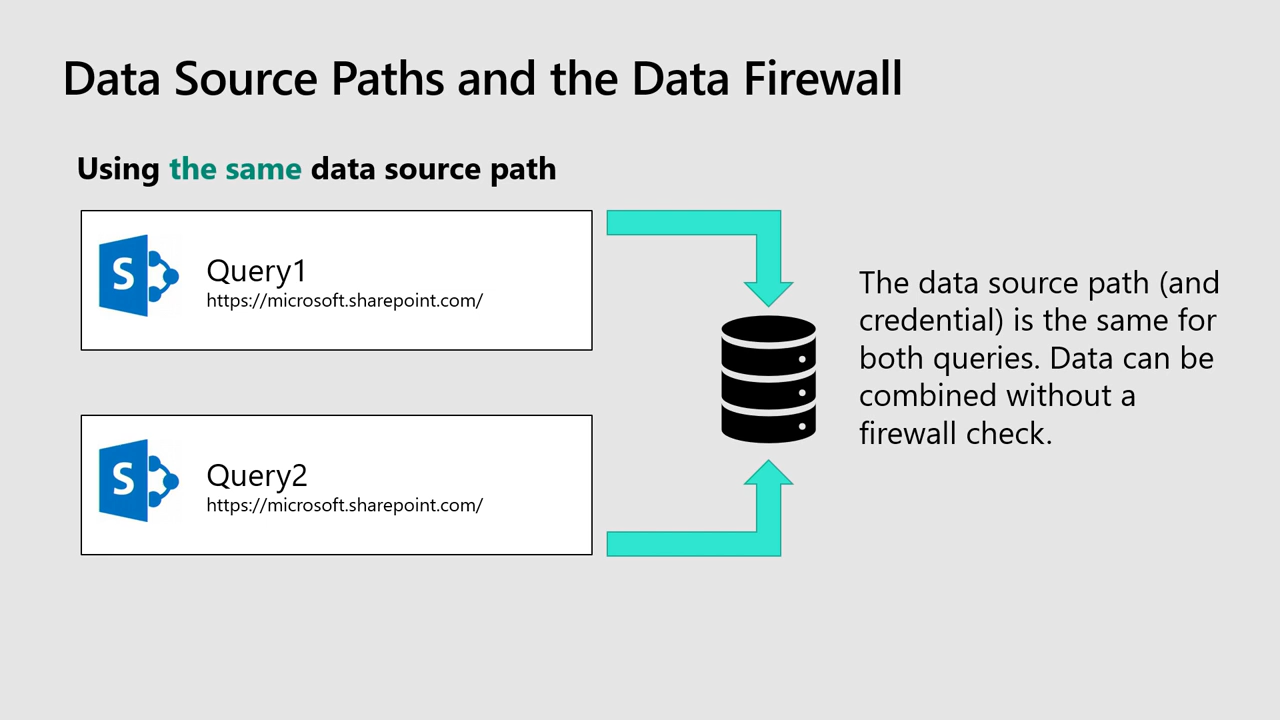 Data Source Paths and the Data Firewall
Using the same data source path
S
Query1
https://microsoft.sharepoint.com/
S
Query2
https://microsoft.sharepoint.com/
The data source path (and
credential) is the same for
both queries. Data can be
combined without a
firewall check.